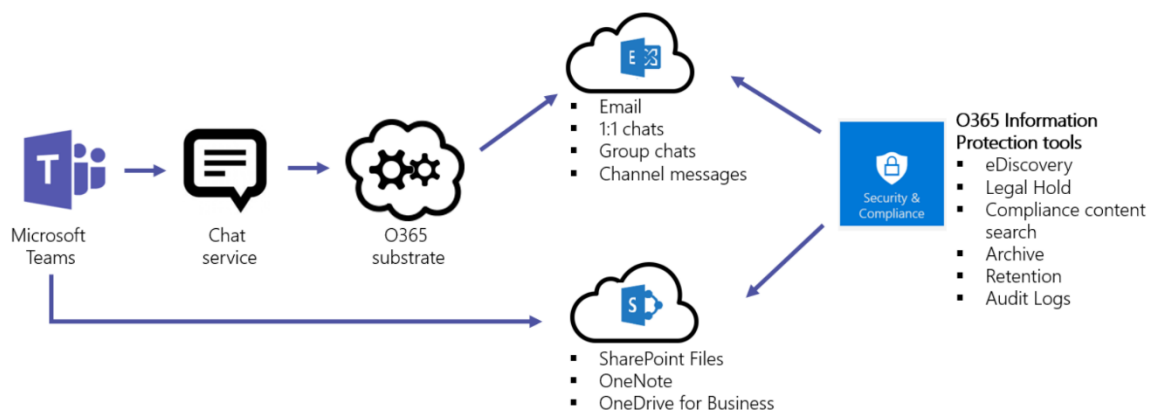 E
▪ Email
▪ 1:1 chats
▪ Group chats
▪ Channel messages
T
Microsoft
Teams
Chat
service
O365
substrate
Security &
Compliance
O365 Information
Protection tools
▪ eDiscovery
▪ Legal Hold
▪ Compliance content
search
▪ Archive
▪ Retention
▪ Audit Logs
S
▪ SharePoint Files
▪ OneNote
▪ OneDrive for Business